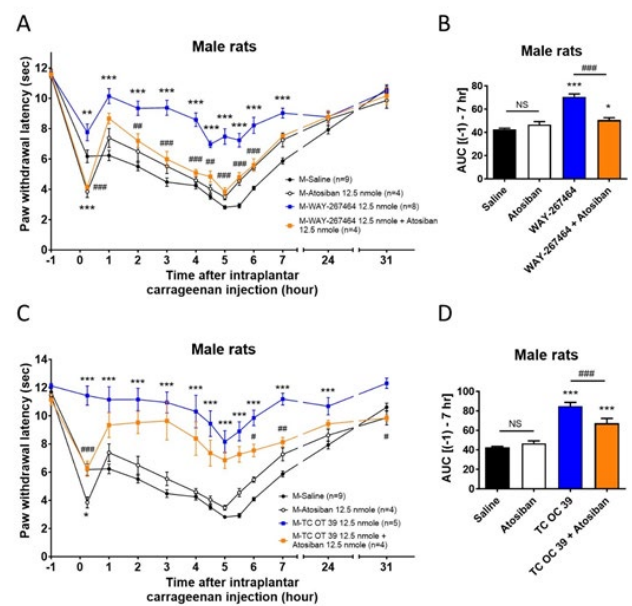 A
Male rats
Paw withdrawal latency (sec)
12
10
8
6
4
2
0
** *** *** *** *** *** *** *** *** ***
## ### ### ## ### ### ###
*** ###
M-Saline (n=9)
M-Atosiban 12.5 nmole (n=4)
M-WAY-267464 12.5 nmole (n=8)
M-WAY-267464 12.5 nmole + Atosiban
12.5 nmole (n=4)
-1 0 1 2 3 4 5 6 7 24 31
Time after intraplantar
carrageenan injection (hour)
B
Male rats
AUC [(-1) - 7 hr]
100
80
60
40
20
0
NS
***
###
*
Saline
Atosiban
WAY-267464
WAY-267464 + Atosiban
C
Male rats
Paw withdrawal latency (sec)
14
12
10
8
6
4
2
0
*** *** *** *** *** *** *** *** *** *** ***
### # ## #
*
M-Saline (n=9)
M-Atosiban 12.5 nmole (n=4)
M-TC OT 39 12.5 nmole (n=5)
M-TC OT 39 12.5 nmole +
Atosiban 12.5 nmole (n=4)
-1 0 1 2 3 4 5 6 7 24 31
Time after intraplantar
carrageenan injection (hour)
D
Male rats
AUC [(-1) - 7 hr]
100
80
60
40
20
0
NS
***
###
***
Saline
Atosiban
TC OC 39
TC OC 39 + Atosiban